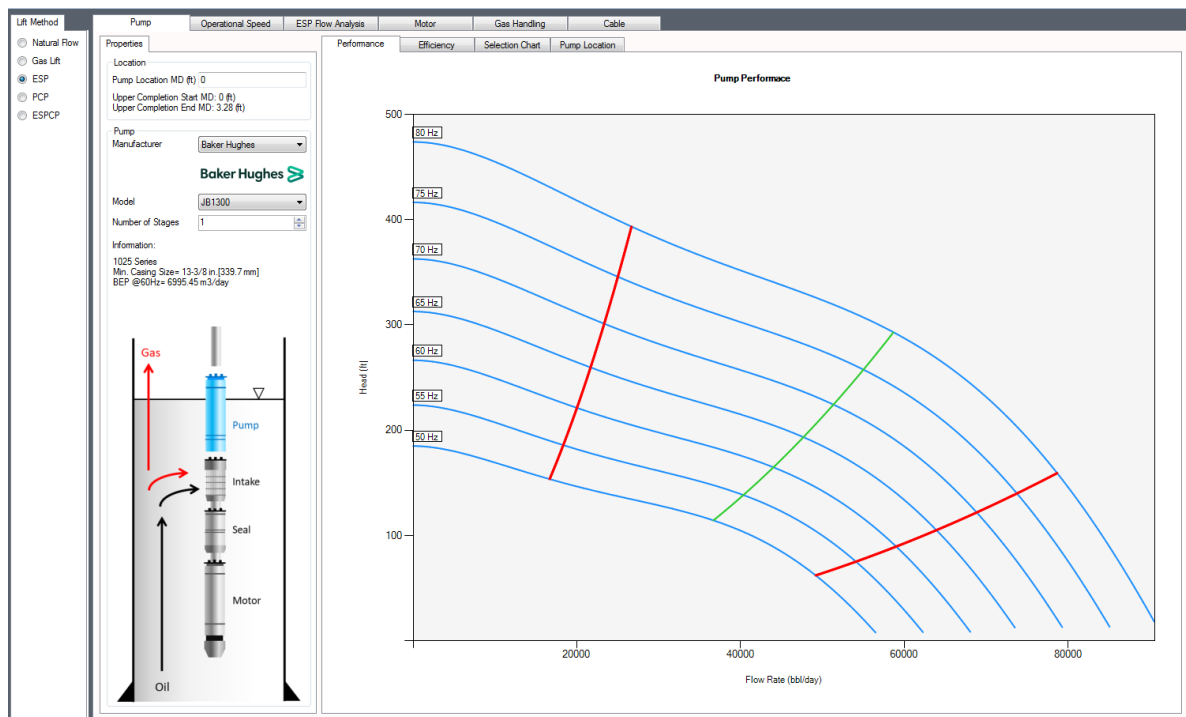 Lift Method
Natural Flow
Gas Lift
ESP
PCP
ESPCP
Pump
Operational Speed
ESP Flow Analysis
Motor
Gas Handling
Cable
Properties
Location
Pump Location MD (ft) 0
Upper Completion Start MD: 0 (ft)
Upper Completion End MD: 3.28 (ft)
Pump
Manufacturer
Baker Hughes
Baker Hughes
Model
JB1300
Number of Stages
1
Information:
1025 Series
Min. Casing Size= 13-3/8 in.[339.7 mm]
BEP @60Hz= 6995.45 m3/day
Gas
Pump
Intake
Seal
Motor
Oil
Performance
Efficiency
Selection Chart
Pump Location
Pump Performace
500
400
300
200
100
Head [ft]
80 Hz
75 Hz
70 Hz
65 Hz
60 Hz
55 Hz
50 Hz
20000
40000
60000
80000
Flow Rate (bbl/day)